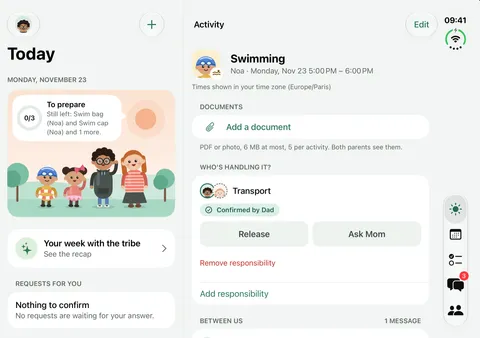 Today
MONDAY, NOVEMBER 23
0/3
To prepare
Still left: Swim bag
(Noa) and Swim cap
(Noa) and 1 more.
Your week with the tribe
See the recap
REQUESTS FOR YOU
Nothing to confirm
No requests are waiting for your answer.
Activity
Edit
Swimming
Noa · Monday, Nov 23 5:00 PM – 6:00 PM
Times shown in your time zone (Europe/Paris)
DOCUMENTS
Add a document
PDF or photo, 6 MB at most, 5 per activity. Both parents see them.
WHO'S HANDLING IT?
Transport
Confirmed by Dad
Release
Ask Mom
Remove responsibility
Add responsibility
BETWEEN US
1 MESSAGE
09:41
3